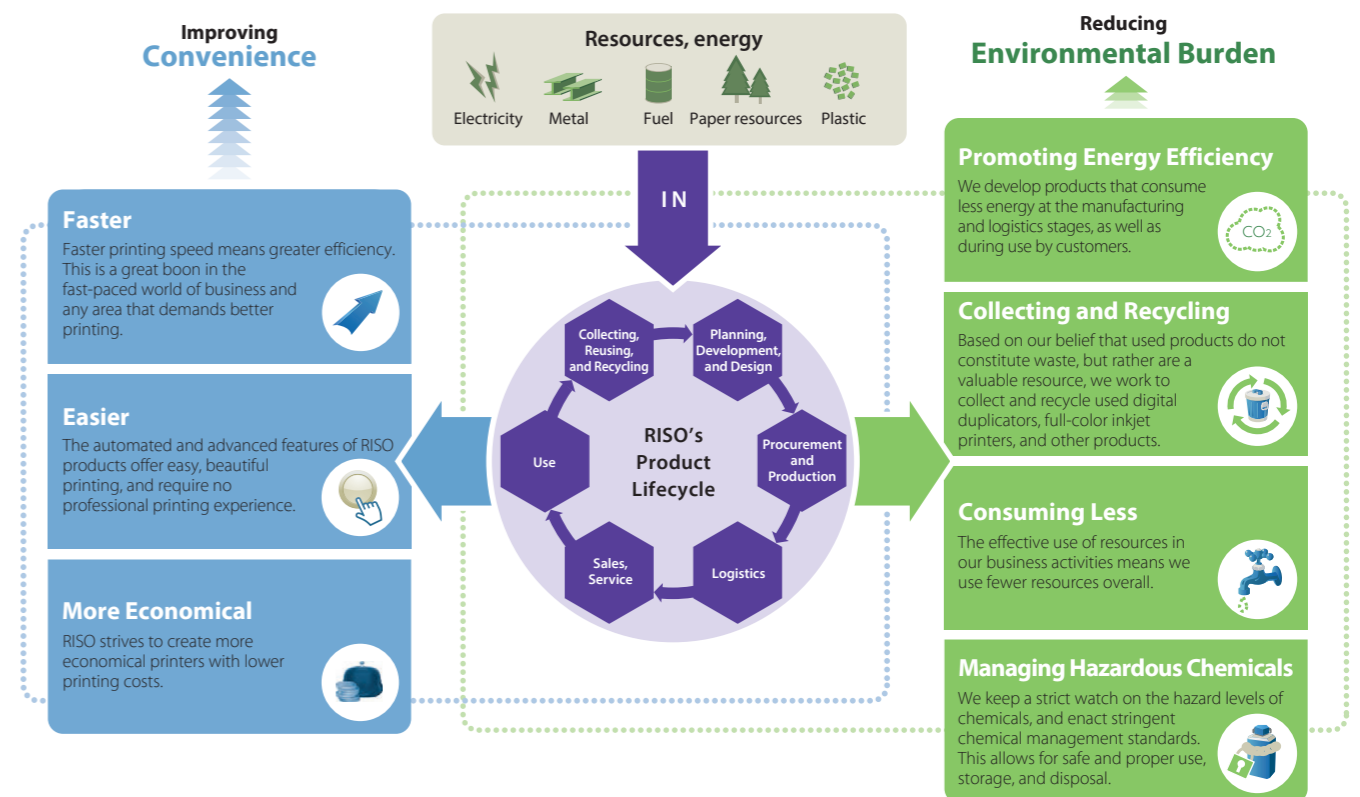 Improving
Convenience
Faster
Faster printing speed means greater efficiency.
This is a great boon in the
fast-paced world of business and
any area that demands better
printing.
Easier
The automated and advanced features of RISO
products offer easy, beautiful
printing, and require no
professional printing experience.
More Economical
RISO strives to create more
economical printers with lower
printing costs.
Resources, energy
Electricity
Metal
Fuel
Paper resources
Plastic
IN
RISO's
Product
Lifecycle
Planning,
Development,
and Design
Procurement
and
Production
Logistics
Sales,
Service
Use
Collecting,
Reusing,
and Recycling
Reducing
Environmental Burden
Promoting Energy Efficiency
We develop products that consume
less energy at the manufacturing
and logistics stages, as well as
during use by customers.
CO2
Collecting and Recycling
Based on our belief that used products do not
constitute waste, but rather are a
valuable resource, we work to
collect and recycle used digital
duplicators, full-color inkjet
printers, and other products.
Consuming Less
The effective use of resources in
our business activities means we
use fewer resources overall.
Managing Hazardous Chemicals
We keep a strict watch on the hazard levels of
chemicals, and enact stringent
chemical management standards.
This allows for safe and proper use,
storage, and disposal.